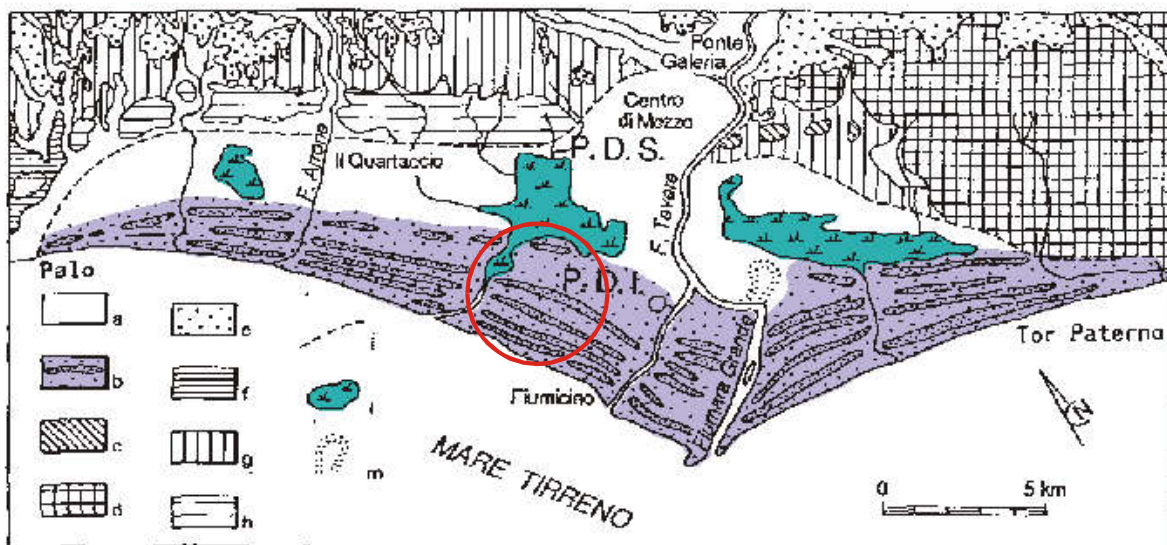 Ponte
Galeria
Centro
di Mezzo
P. D. S.
Il Quartaccio
F. Arrone
F. Tevere
P. D. I.
Palo
a
b
c
d
e
f
g
h
i
l
m
Fiumicino
Fiumara Grande
Tor Paterno
MARE TIRRENO
N
0 5 km